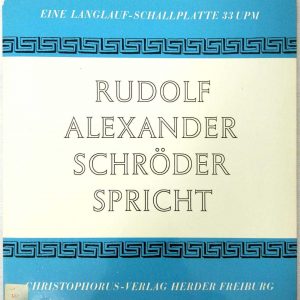 EINE LANGLAUF-SCHALLPLATTE 33 UPM
RUDOLF
ALEXANDER
SCHRÖDER
SPRICHT
CHRISTOPHORUS-VERLAG HERDER FREIBURG